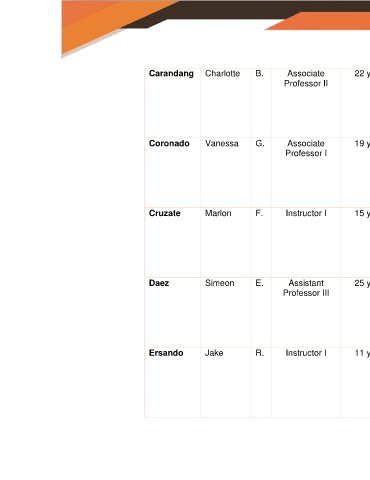 Carandang Charlotte B. Associate 22 y
Professor II
Coronado Vanessa G. Associate 19 y
Professor I
Cruzate Marlon F. Instructor I 15 y
Daez Simeon E. Assistant 25 y
Professor III
Ersando Jake R. Instructor I 11 y